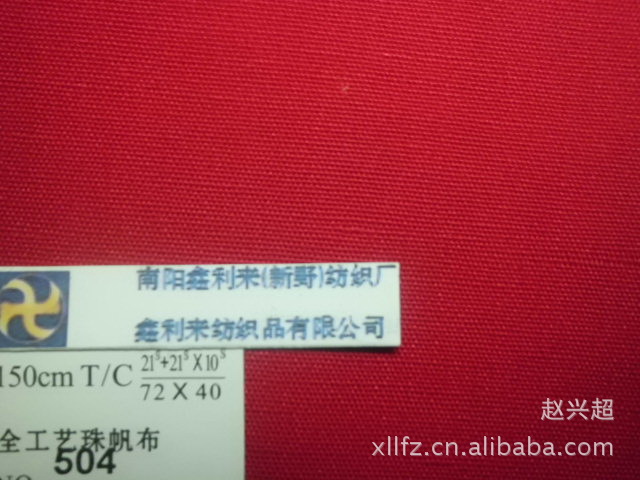 南阳鑫利来(新野)纺织厂
鑫利来纺织品有限公司
150cm T/C 21ˢ+21ˢ X 10ˢ / 72 X 40
全工艺珠帆布
504
赵兴超
xllfz.cn.alibaba.com